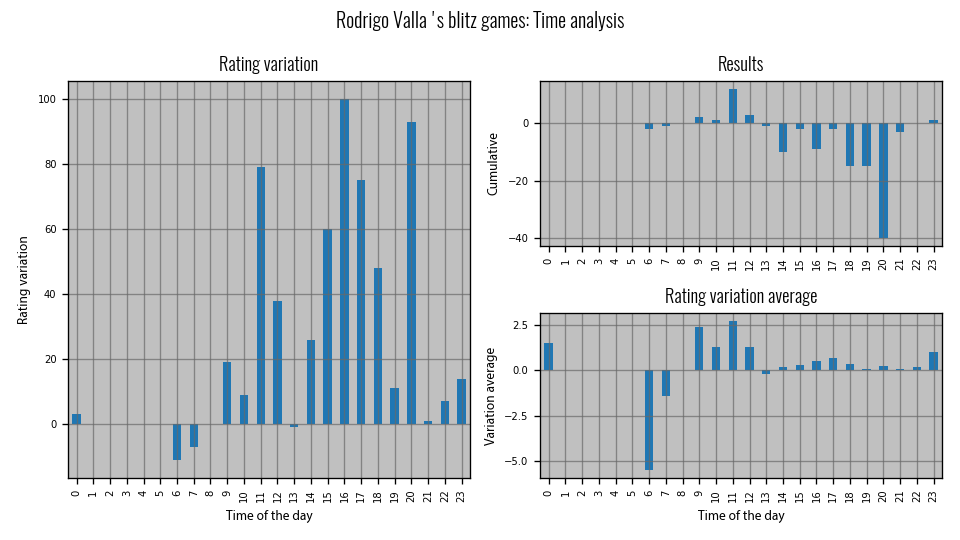 Rodrigo Valla 's blitz games: Time analysis
Rating variation
Rating variation
100
80
60
40
20
0
0 1 2 3 4 5 6 7 8 9 10 11 12 13 14 15 16 17 18 19 20 21 22 23
Time of the day
Results
Cumulative
0
−20
−40
0 1 2 3 4 5 6 7 8 9 10 11 12 13 14 15 16 17 18 19 20 21 22 23
Rating variation average
Variation average
2.5
0.0
−2.5
−5.0
0 1 2 3 4 5 6 7 8 9 10 11 12 13 14 15 16 17 18 19 20 21 22 23
Time of the day